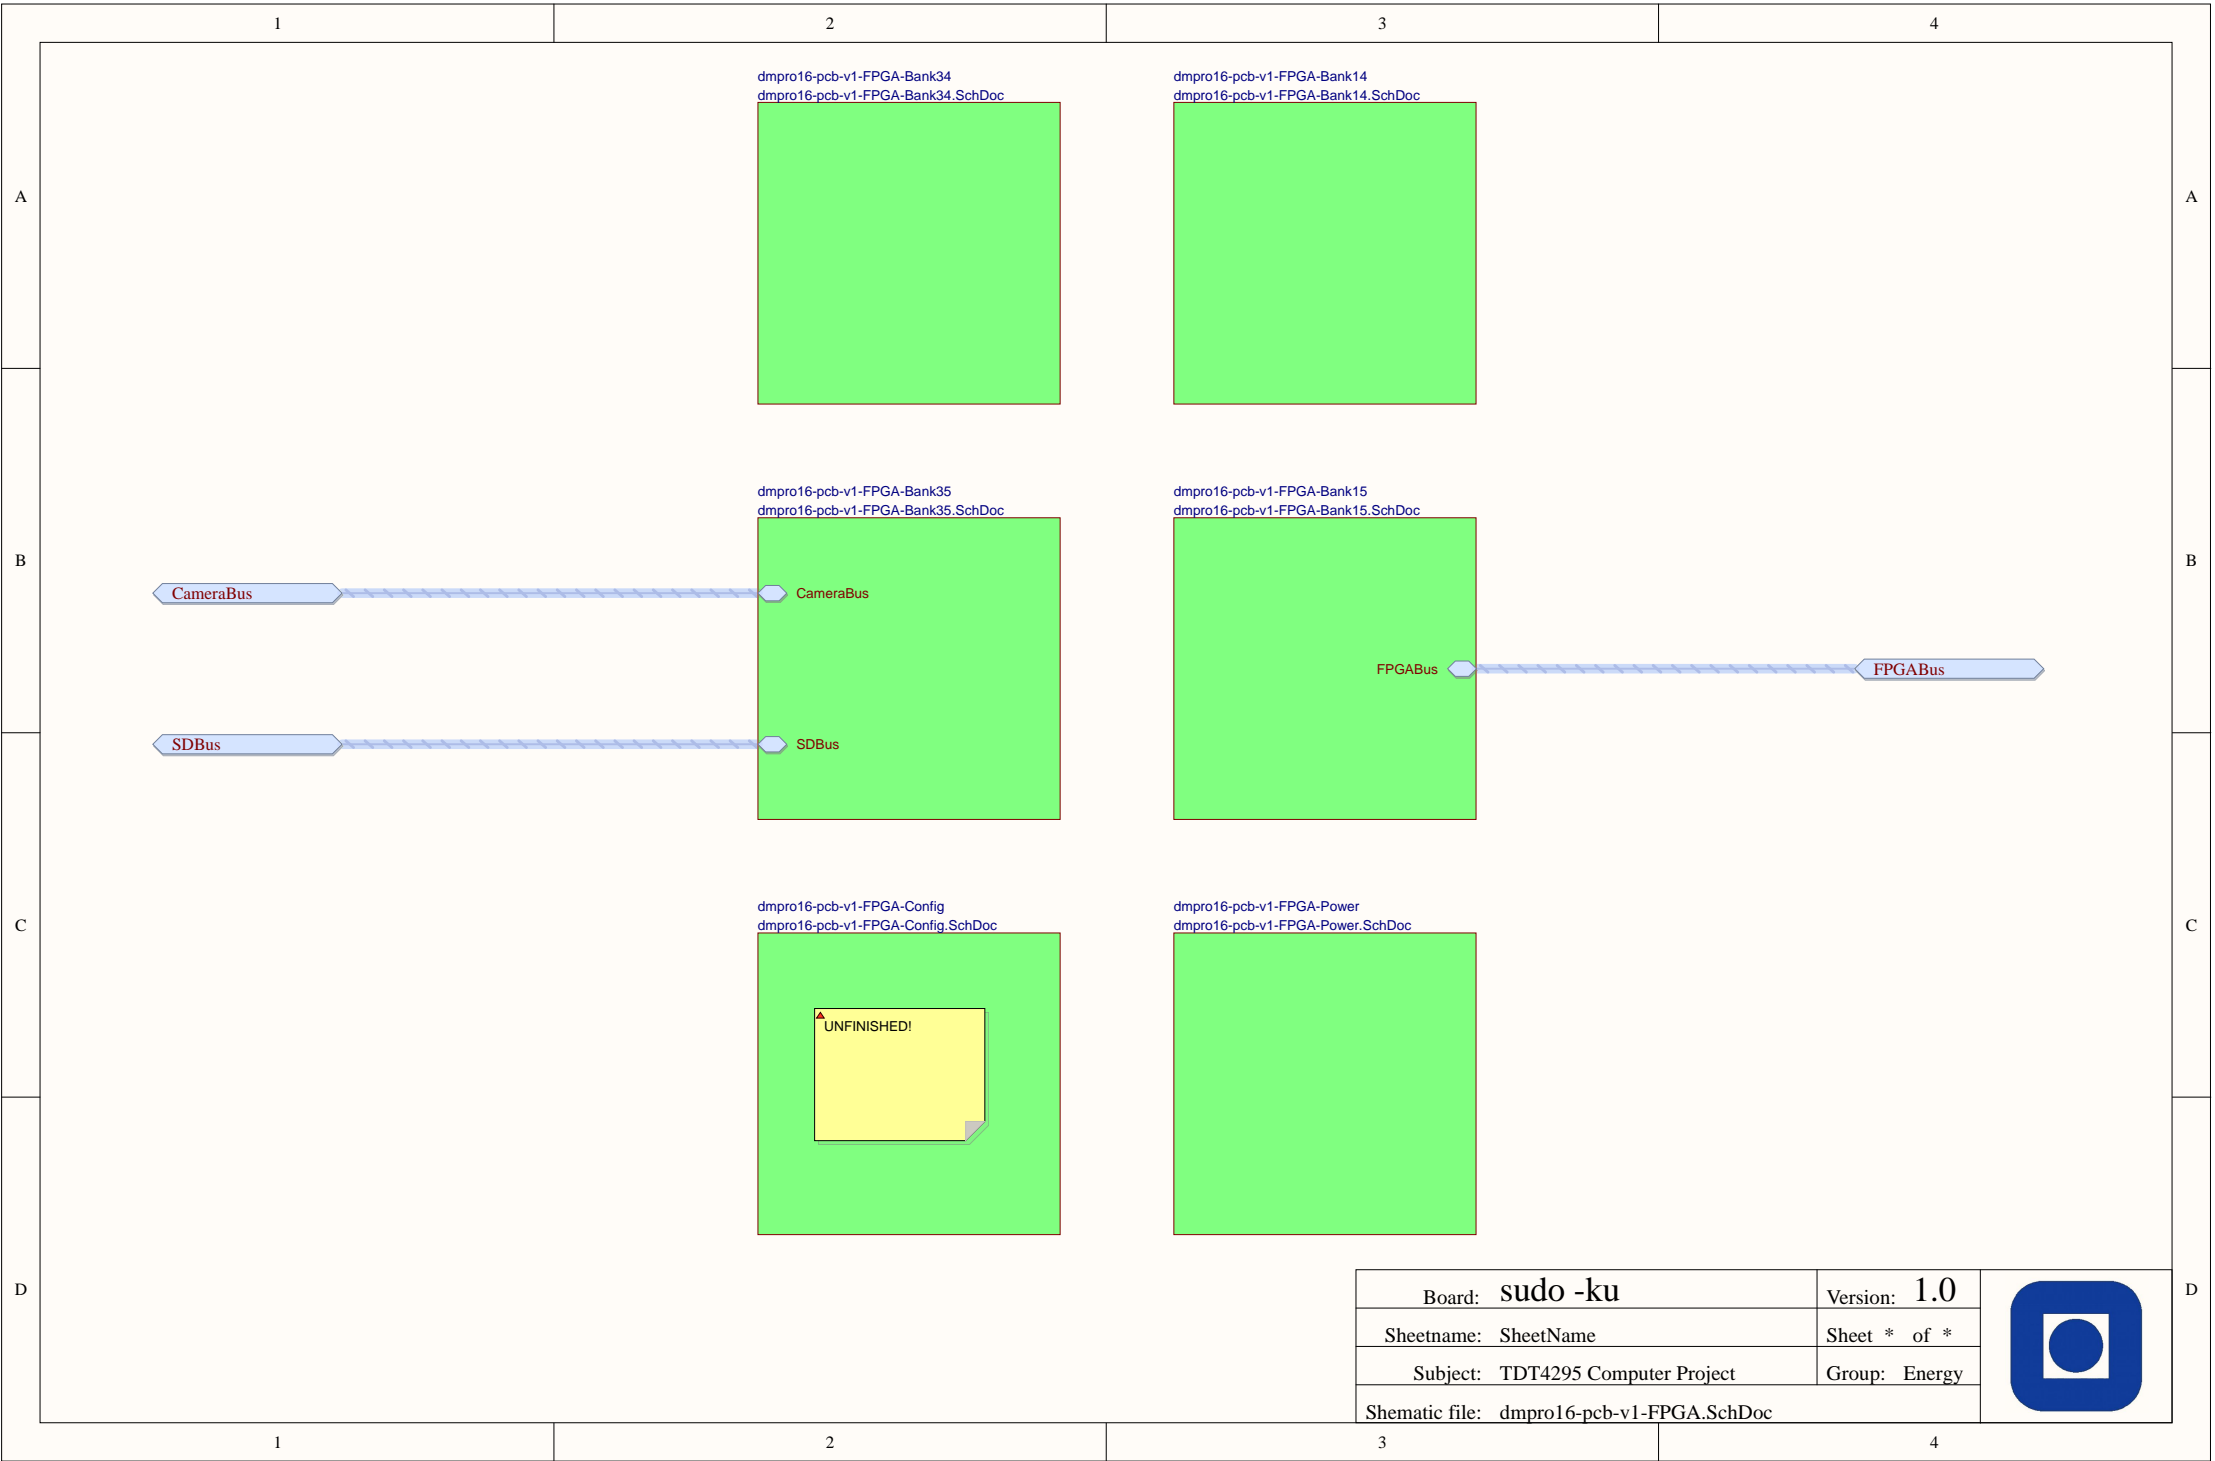 1 2 3 4
dmpro16-pcb-v1-FPGA-Bank34
dmpro16-pcb-v1-FPGA-Bank34.SchDoc
dmpro16-pcb-v1-FPGA-Bank14
dmpro16-pcb-v1-FPGA-Bank14.SchDoc
A A
dmpro16-pcb-v1-FPGA-Bank35
dmpro16-pcb-v1-FPGA-Bank35.SchDoc
dmpro16-pcb-v1-FPGA-Bank15
dmpro16-pcb-v1-FPGA-Bank15.SchDoc
B B
CameraBus CameraBus
FPGABus FPGABus
SDBus SDBus
dmpro16-pcb-v1-FPGA-Config
dmpro16-pcb-v1-FPGA-Config.SchDoc
dmpro16-pcb-v1-FPGA-Power
dmpro16-pcb-v1-FPGA-Power.SchDoc
C C
UNFINISHED!
D D
Board: sudo -ku Version: 1.0
Sheetname: SheetName Sheet * of *
Subject: TDT4295 Computer Project Group: Energy
Shematic file: dmpro16-pcb-v1-FPGA.SchDoc
1 2 3 4